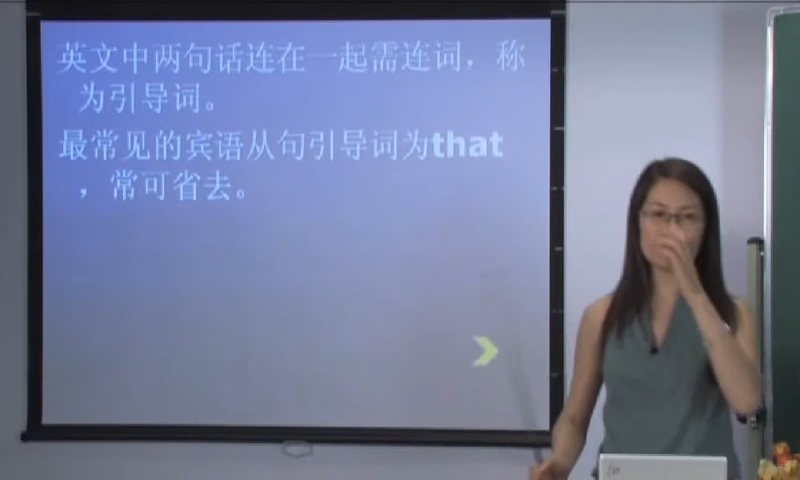 英文中两句话连在一起需连词，称
为引导词。
最常见的宾语从句引导词为that
，常可省去。